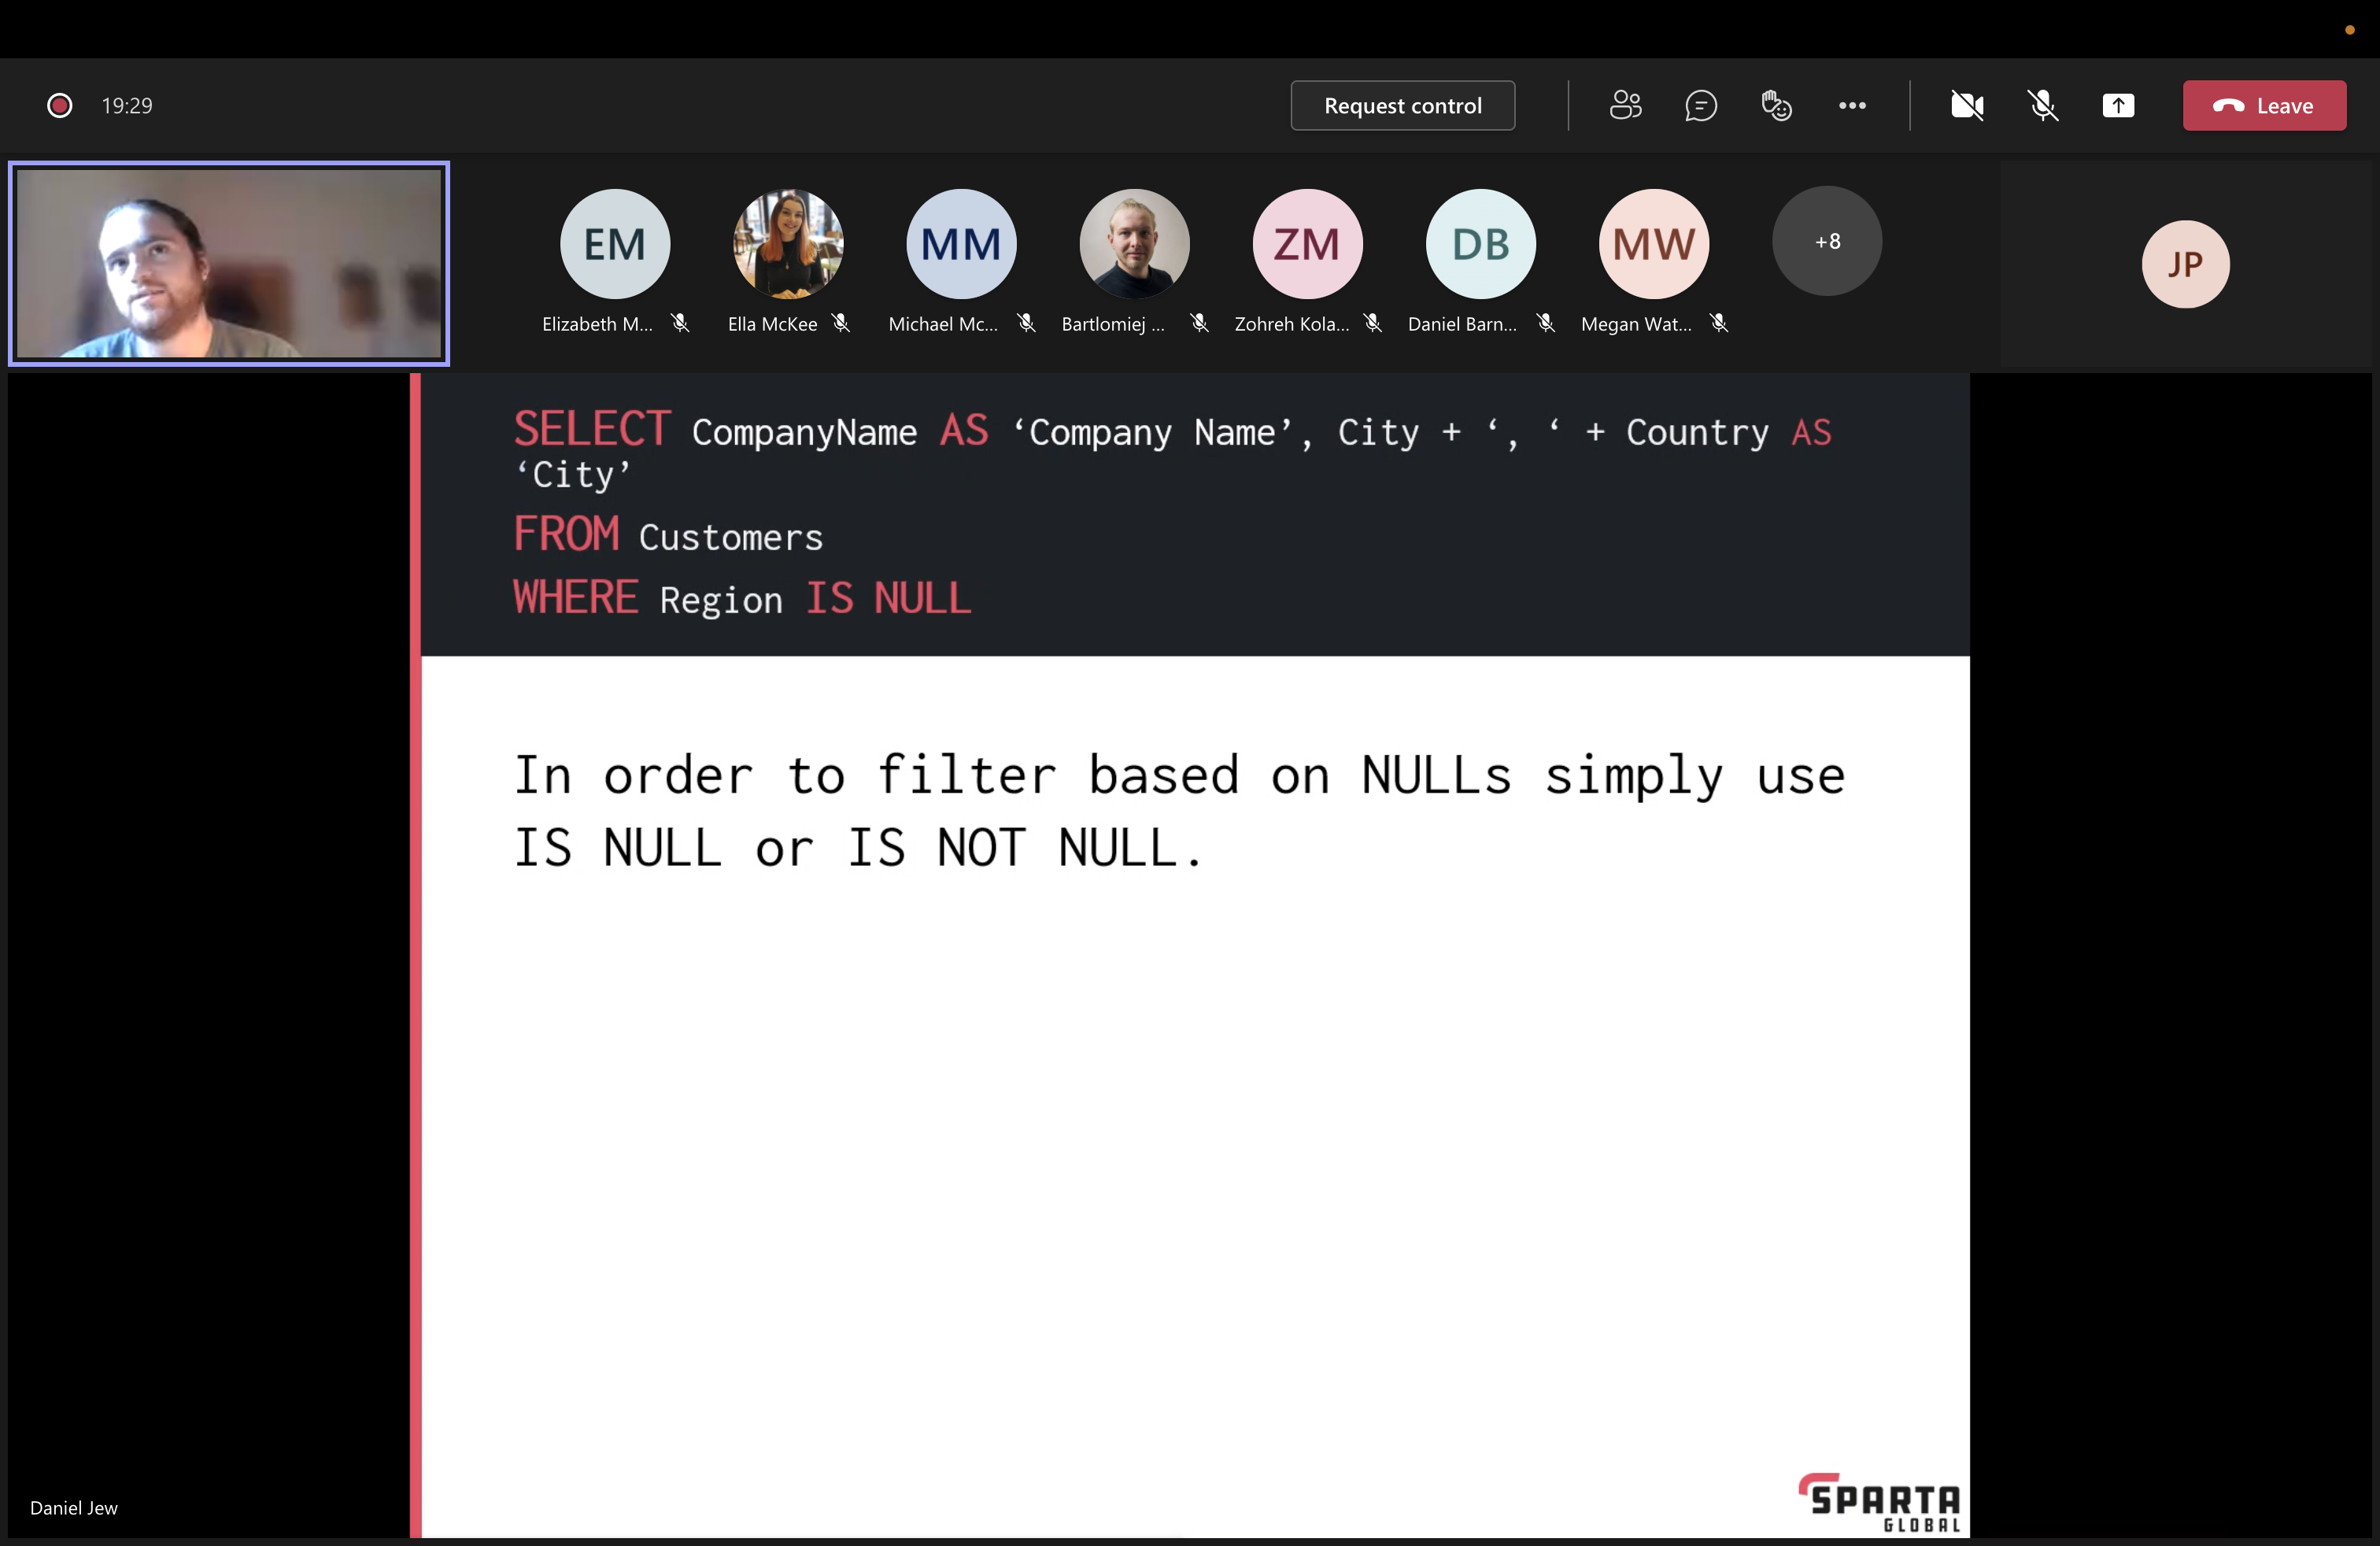 19:29
Request control
Leave
EM
MM
ZM
DB
MW
+8
JP
Elizabeth M...
Ella McKee
Michael Mc...
Bartlomiej ...
Zohreh Kola...
Daniel Barn...
Megan Wat...
SELECT CompanyName AS ‘Company Name’, City + ‘, ‘ + Country AS
‘City’
FROM Customers
WHERE Region IS NULL
In order to filter based on NULLs simply use
IS NULL or IS NOT NULL.
Daniel Jew
SPARTA
GLOBAL